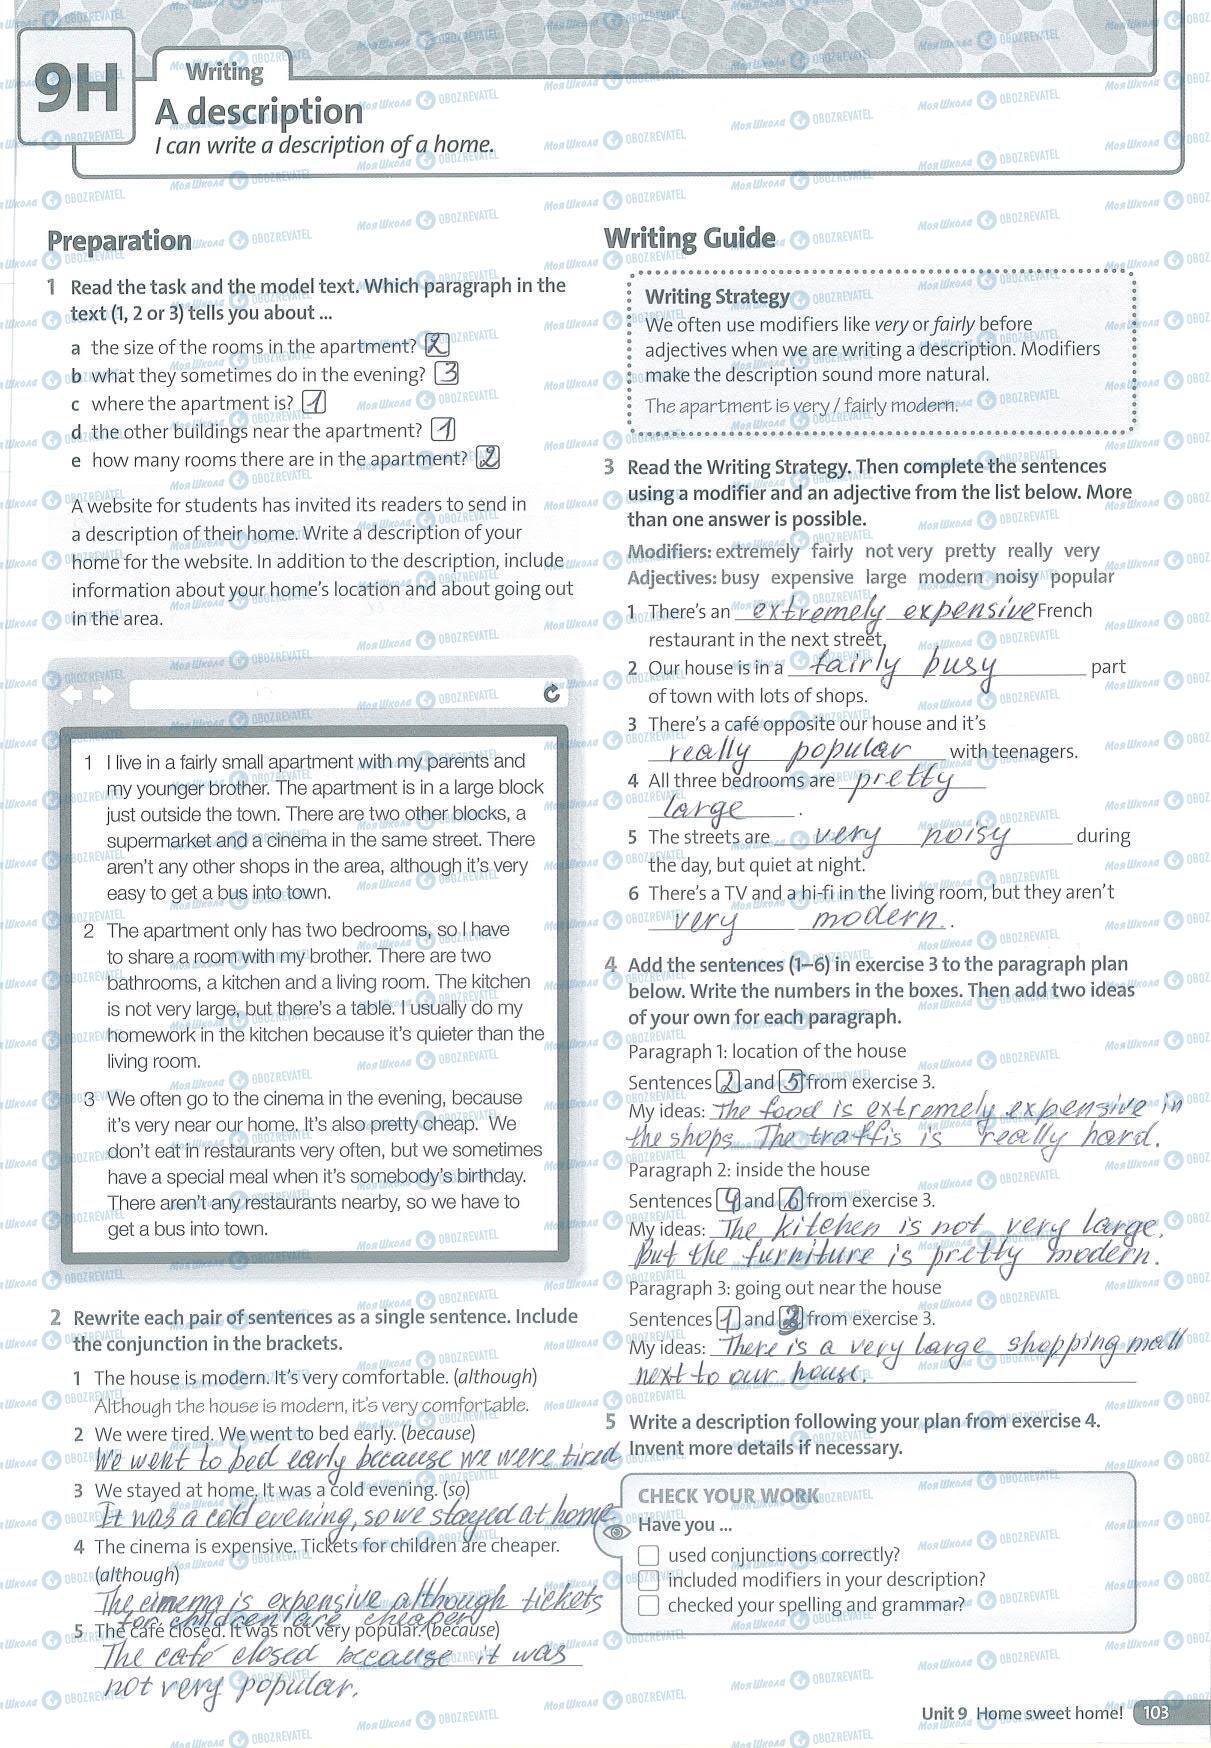 9H
Writing
A description
I can write a description of a home.
Preparation
1 Read the task and the model text. Which paragraph in the
text (1, 2 or 3) tells you about ...
a the size of the rooms in the apartment? 2
b what they sometimes do in the evening? 3
c where the apartment is? 1
d the other buildings near the apartment? 1
e how many rooms there are in the apartment? 2
A website for students has invited its readers to send in
a description of their home. Write a description of your
home for the website. In addition to the description, include
information about your home's location and about going out
in the area.
1 I live in a fairly small apartment with my parents and
my younger brother. The apartment is in a large block
just outside the town. There are two other blocks, a
supermarket and a cinema in the same street. There
aren't any other shops in the area, although it's very
easy to get a bus into town.
2 The apartment only has two bedrooms, so I have
to share a room with my brother. There are two
bathrooms, a kitchen and a living room. The kitchen
is not very large, but there's a table. I usually do my
homework in the kitchen because it's quieter than the
living room.
3 We often go to the cinema in the evening, because
it's very near our home. It's also pretty cheap. We
don't eat in restaurants very often, but we sometimes
have a special meal when it's somebody's birthday.
There aren't any restaurants nearby, so we have to
get a bus into town.
2 Rewrite each pair of sentences as a single sentence. Include
the conjunction in the brackets.
1 The house is modern. It's very comfortable. (although)
Although the house is modern, it's very comfortable.
2 We were tired. We went to bed early. (because)
We went to bed early because we were tired
3 We stayed at home. It was a cold evening. (so)
It was a cold evening, so we stayed at home
4 The cinema is expensive. Tickets for children are cheaper.
(although)
The cinema is expensive although tickets
for children are cheaper
5 The café closed. It was not very popular. (because)
The café closed because it was
not very popular.
Writing Guide
Writing Strategy
We often use modifiers like very or fairly before
adjectives when we are writing a description. Modifiers
make the description sound more natural.
The apartment is very / fairly modern.
3 Read the Writing Strategy. Then complete the sentences
using a modifier and an adjective from the list below. More
than one answer is possible.
Modifiers: extremely fairly not very pretty really very
Adjectives: busy expensive large modern noisy popular
1 There's an extremely expensive French
restaurant in the next street.
2 Our house is in a fairly busy part
of town with lots of shops.
3 There's a café opposite our house and it's
really popular with teenagers.
4 All three bedrooms are pretty
large .
5 The streets are very noisy during
the day, but quiet at night.
6 There's a TV and a hi-fi in the living room, but they aren't
very modern. .
4 Add the sentences (1–6) in exercise 3 to the paragraph plan
below. Write the numbers in the boxes. Then add two ideas
of your own for each paragraph.
Paragraph 1: location of the house
Sentences 2 and 5 from exercise 3.
My ideas: The food is extremely expensive in
the shops. The traffis is really hard.
Paragraph 2: inside the house
Sentences 4 and 6 from exercise 3.
My ideas: The kitchen is not very large,
but the furniture is pretty modern.
Paragraph 3: going out near the house
Sentences 1 and 3 from exercise 3.
My ideas: There is a very large shopping mall
next to our house.
5 Write a description following your plan from exercise 4.
Invent more details if necessary.
CHECK YOUR WORK
Have you ...
used conjunctions correctly?
included modifiers in your description?
checked your spelling and grammar?
Unit 9 Home sweet home! 103
МояШкола OBOZREVATEL